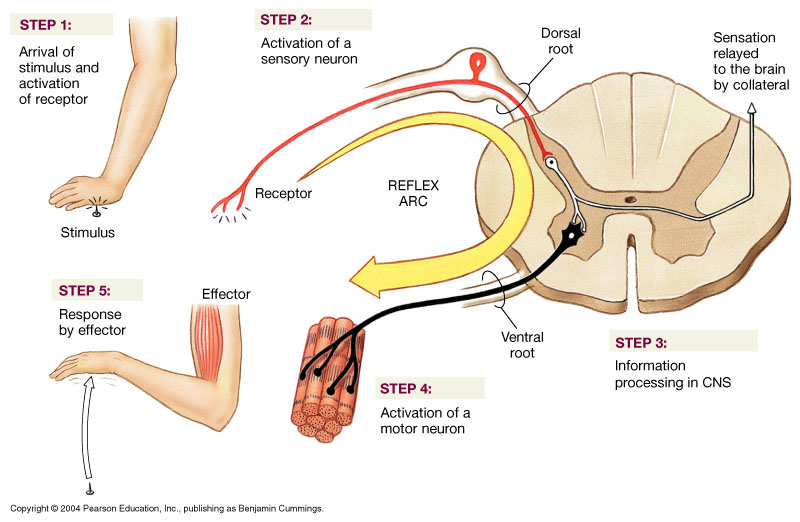 STEP 1:
Arrival of
stimulus and
activation
of receptor
Stimulus
STEP 2:
Activation of a
sensory neuron
Dorsal
root
Sensation
relayed
to the brain
by collateral
Receptor
REFLEX
ARC
STEP 5:
Response
by effector
Effector
Ventral
root
STEP 3:
Information
processing in CNS
STEP 4:
Activation of a
motor neuron
Copyright © 2004 Pearson Education, Inc., publishing as Benjamin Cummings.